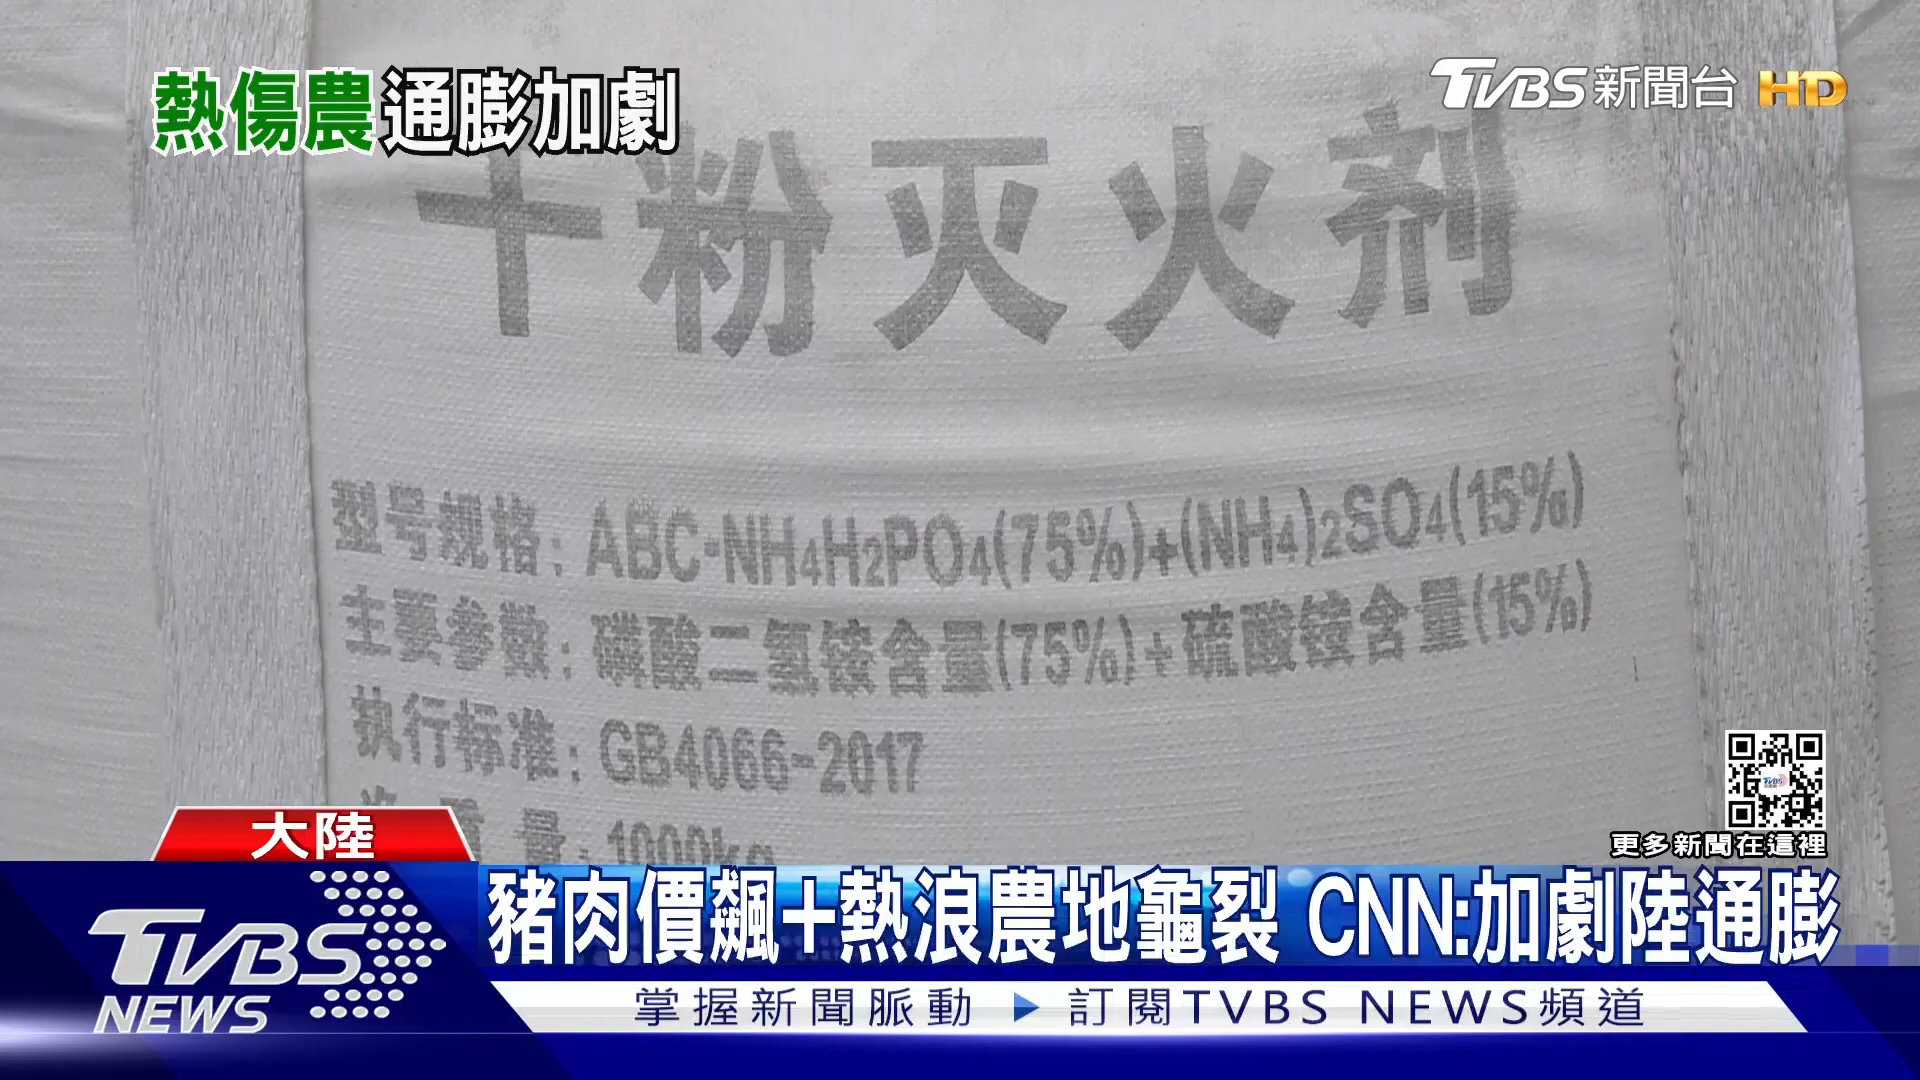 熱傷農 通膨加劇
TVBS新聞台 HD
干粉灭火剂
型号规格：ABC-NH4H2PO4(75%)+(NH4)2SO4(15%)
主要参数：磷酸二氢铵含量(75%)+硫酸铵含量(15%)
执行标准：GB4066-2017
质量：1000kg
TVBS
更多新聞在這裡
大陸
豬肉價飆+熱浪農地龜裂 CNN:加劇陸通膨
TVBS NEWS
掌握新聞脈動 ▶ 訂閱TVBS NEWS頻道